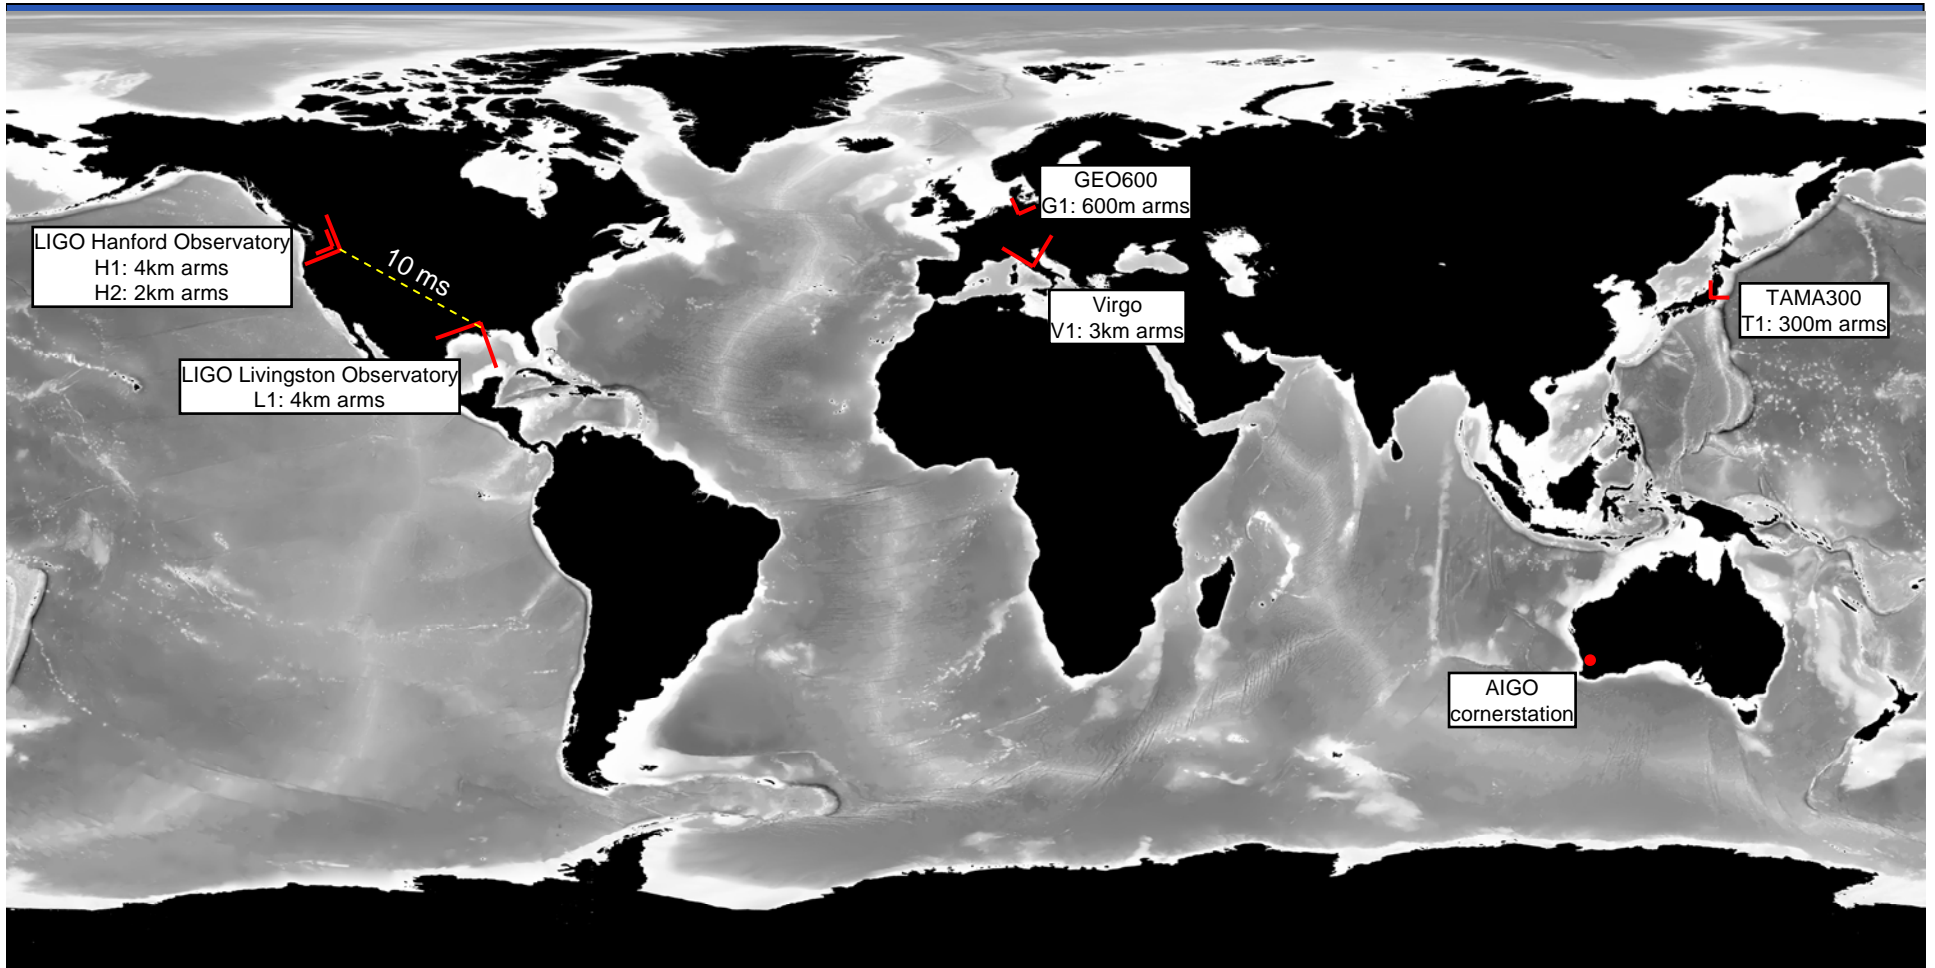 GEO600
G1: 600m arms
LIGO Hanford Observatory
H1: 4km arms
H2: 2km arms
10 ms
Virgo
V1: 3km arms
TAMA300
T1: 300m arms
LIGO Livingston Observatory
L1: 4km arms
AIGO
cornerstation